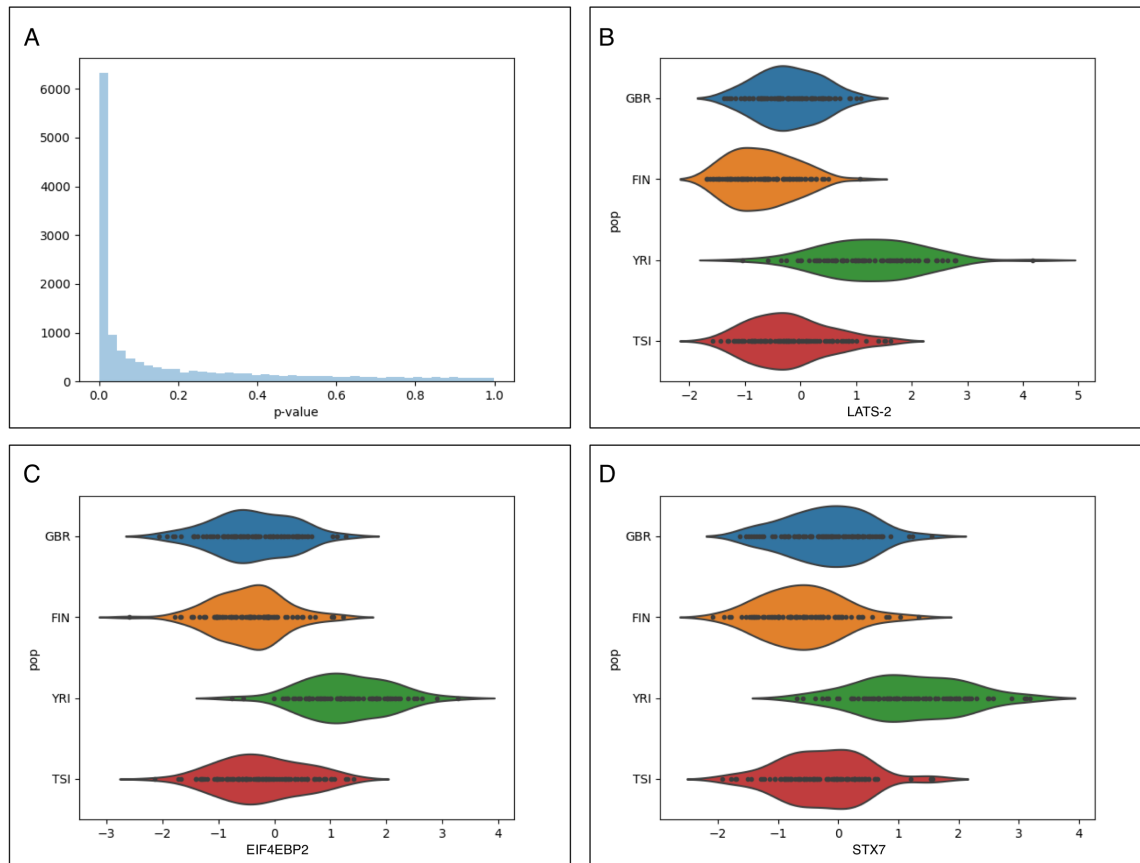 A
6000
5000
4000
3000
2000
1000
0
0.0 0.2 0.4 0.6 0.8 1.0
p-value
B
GBR
FIN
YRI
TSI
pop
−2 −1 0 1 2 3 4 5
LATS-2
C
GBR
FIN
YRI
TSI
pop
−3 −2 −1 0 1 2 3 4
EIF4EBP2
D
GBR
FIN
YRI
TSI
pop
−2 −1 0 1 2 3 4
STX7